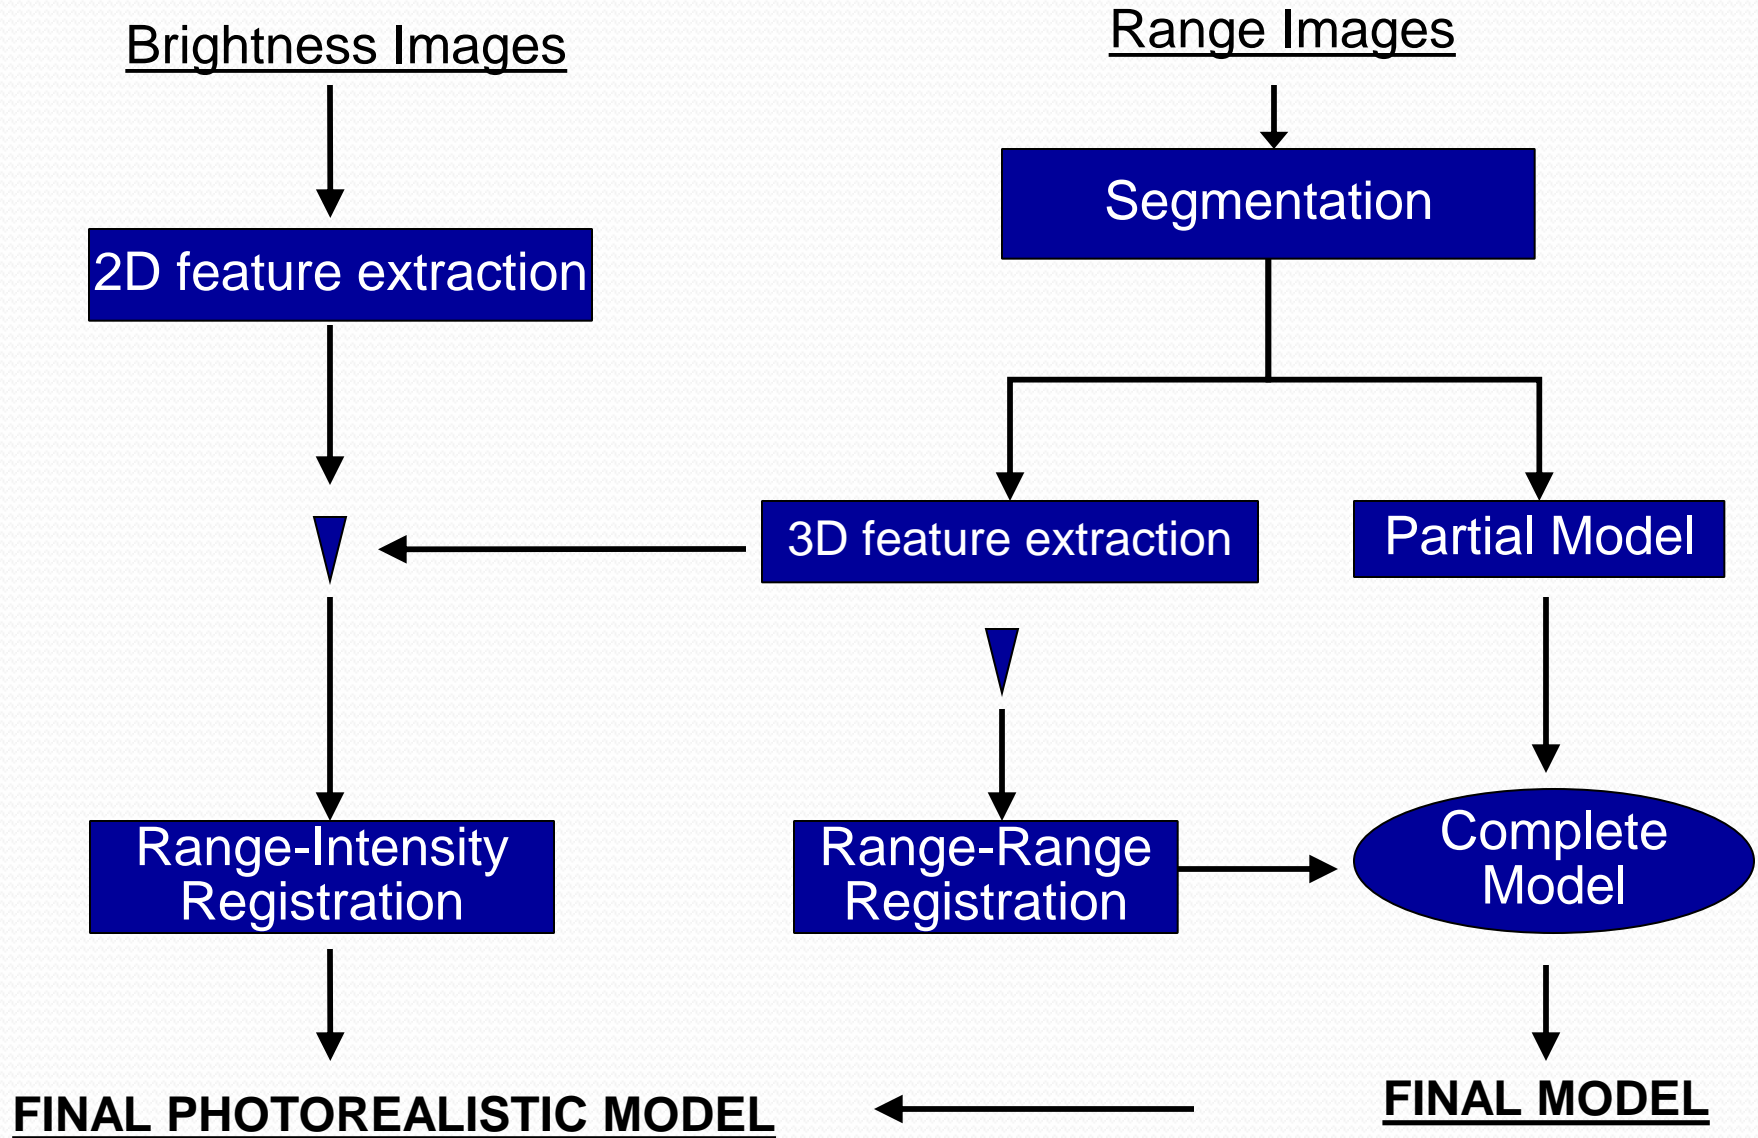 Brightness Images
Range Images
Segmentation
2D feature extraction
3D feature extraction
Partial Model
Range-Intensity
Registration
Range-Range
Registration
Complete
Model
FINAL PHOTOREALISTIC MODEL
FINAL MODEL